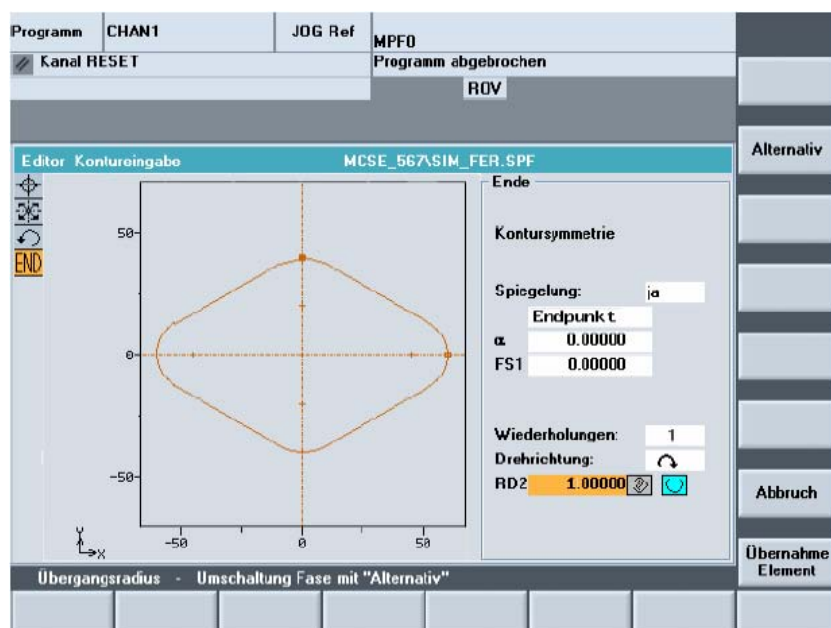 Programm CHAN1 JOG Ref MPF0
Kanal RESET Programm abgebrochen
ROV
Alternativ
Editor Kontureingabe MCSE_567\SIM_FER.SPF
Ende
END
50
0
-50
-50 0 50
Y
X
Kontursymmetrie
Spiegelung: ja
Endpunkt
α 0.00000
FS1 0.00000
Wiederholungen: 1
Drehrichtung:
RD2 1.00000
Abbruch
Übernahme
Element
Übergangsradius - Umschaltung Fase mit "Alternativ"